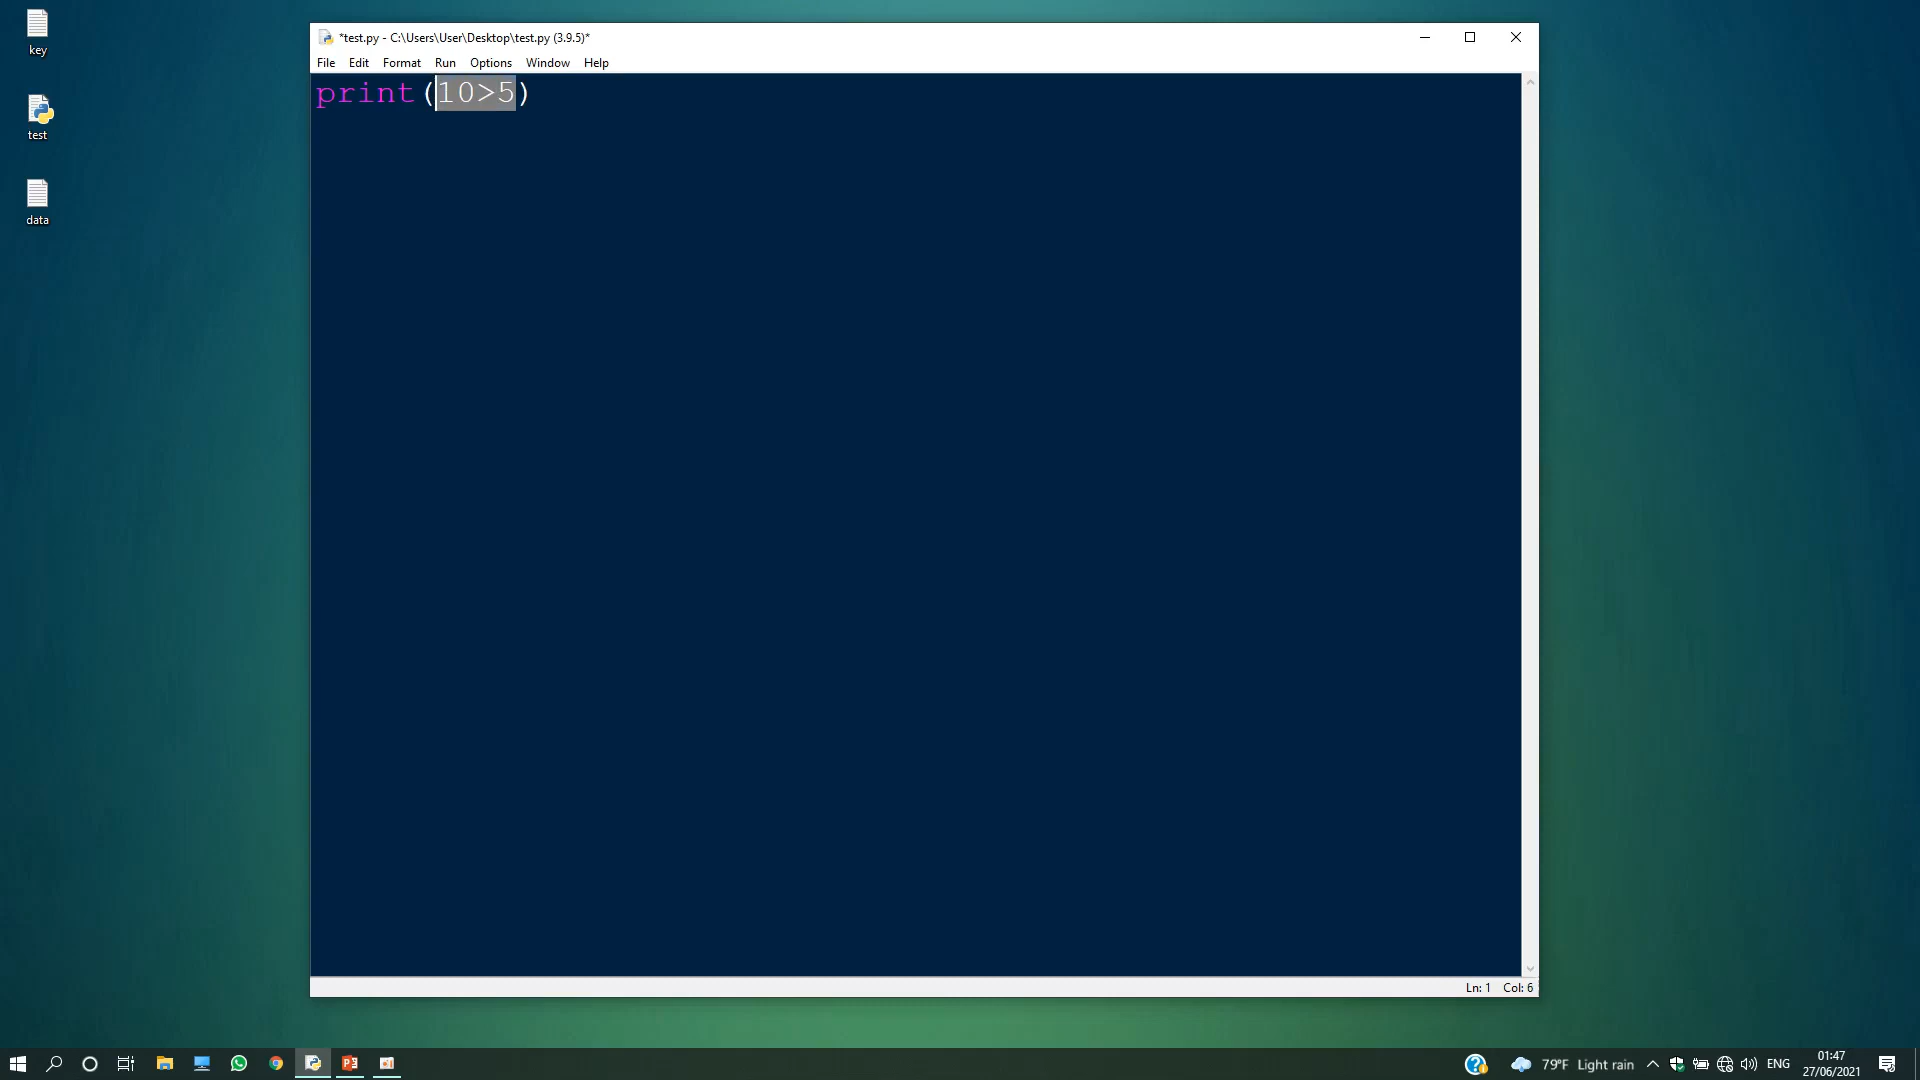 key
test
data
*test.py - C:\Users\User\Desktop\test.py (3.9.5)*
File Edit Format Run Options Window Help
print(10>5)
Ln: 1 Col: 6
79°F Light rain
ENG
01:47
27/06/2021